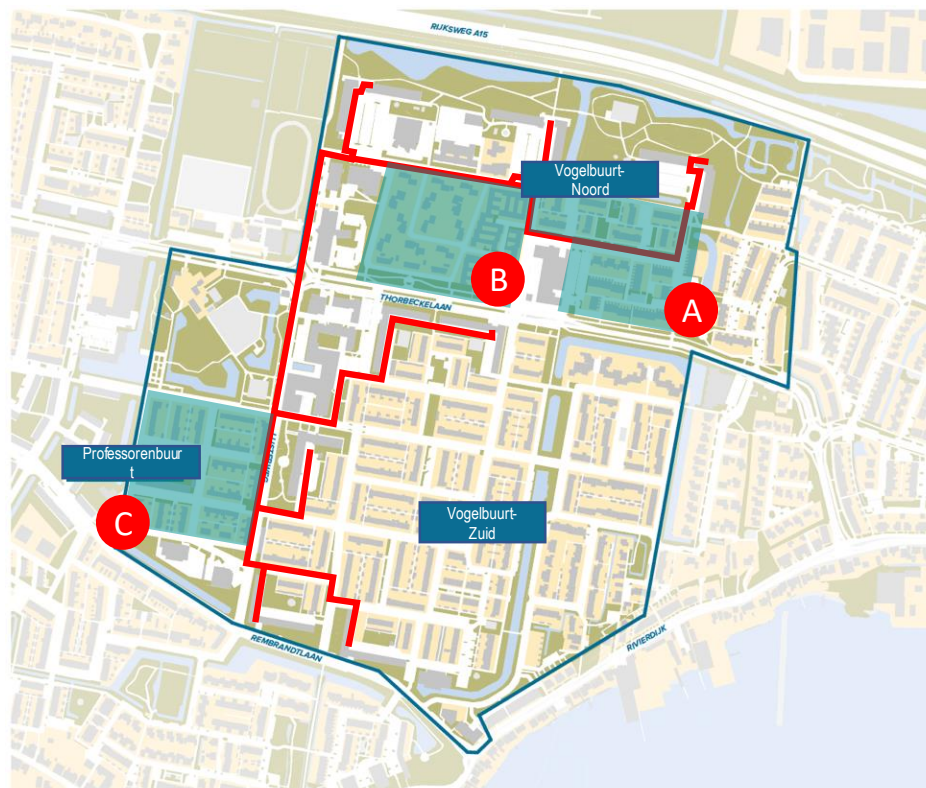 RIJKSWEG A15
Vogelbuurt-
Noord
B
THORBECKELAAN
A
Professorenbuur
t
C
Vogelbuurt-
Zuid
REMBRANDTLAAN
RIVIERDIJK